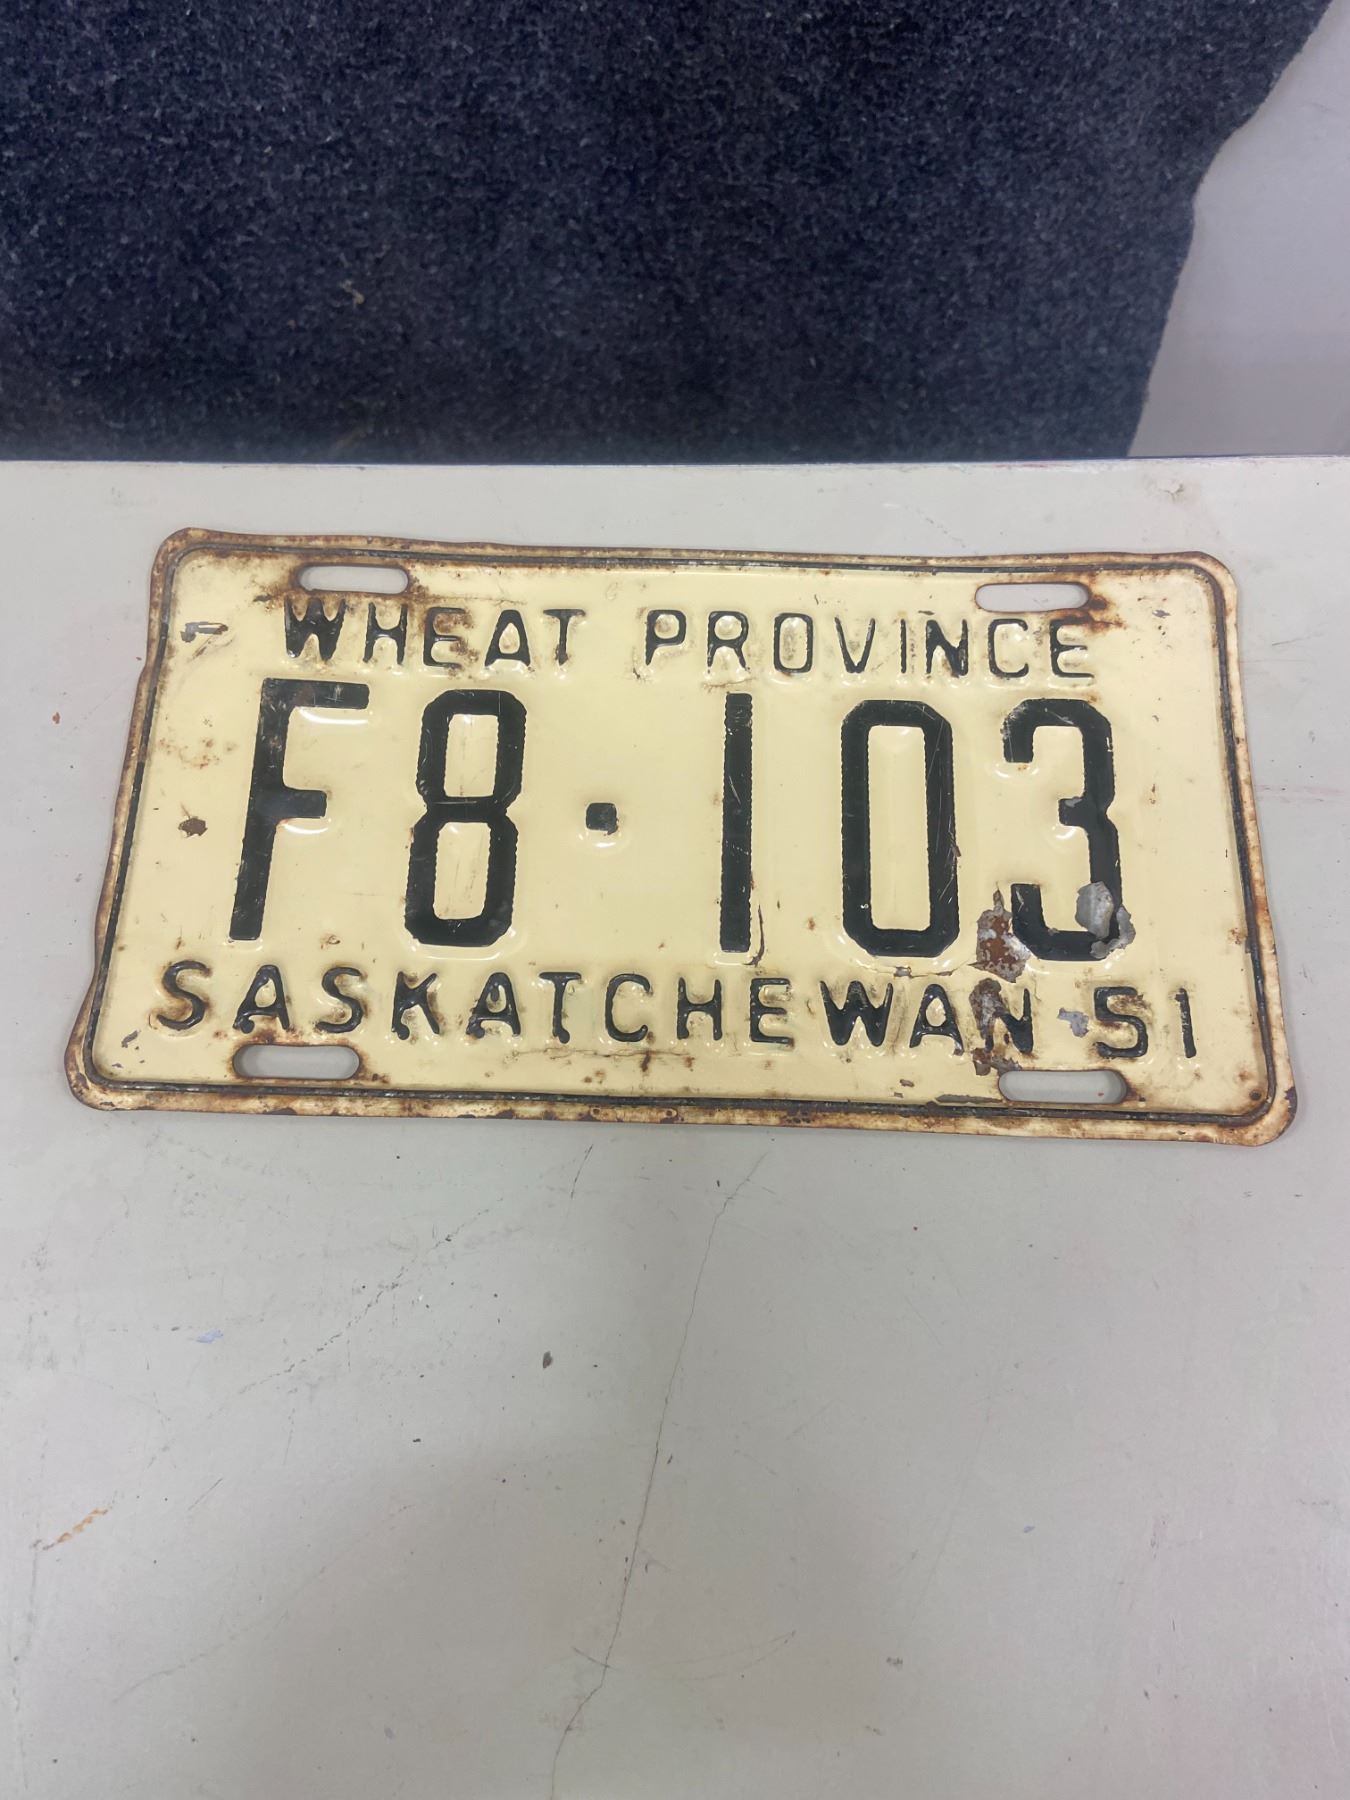 WHEAT PROVINCE
F8·103
SASKATCHEWAN 51